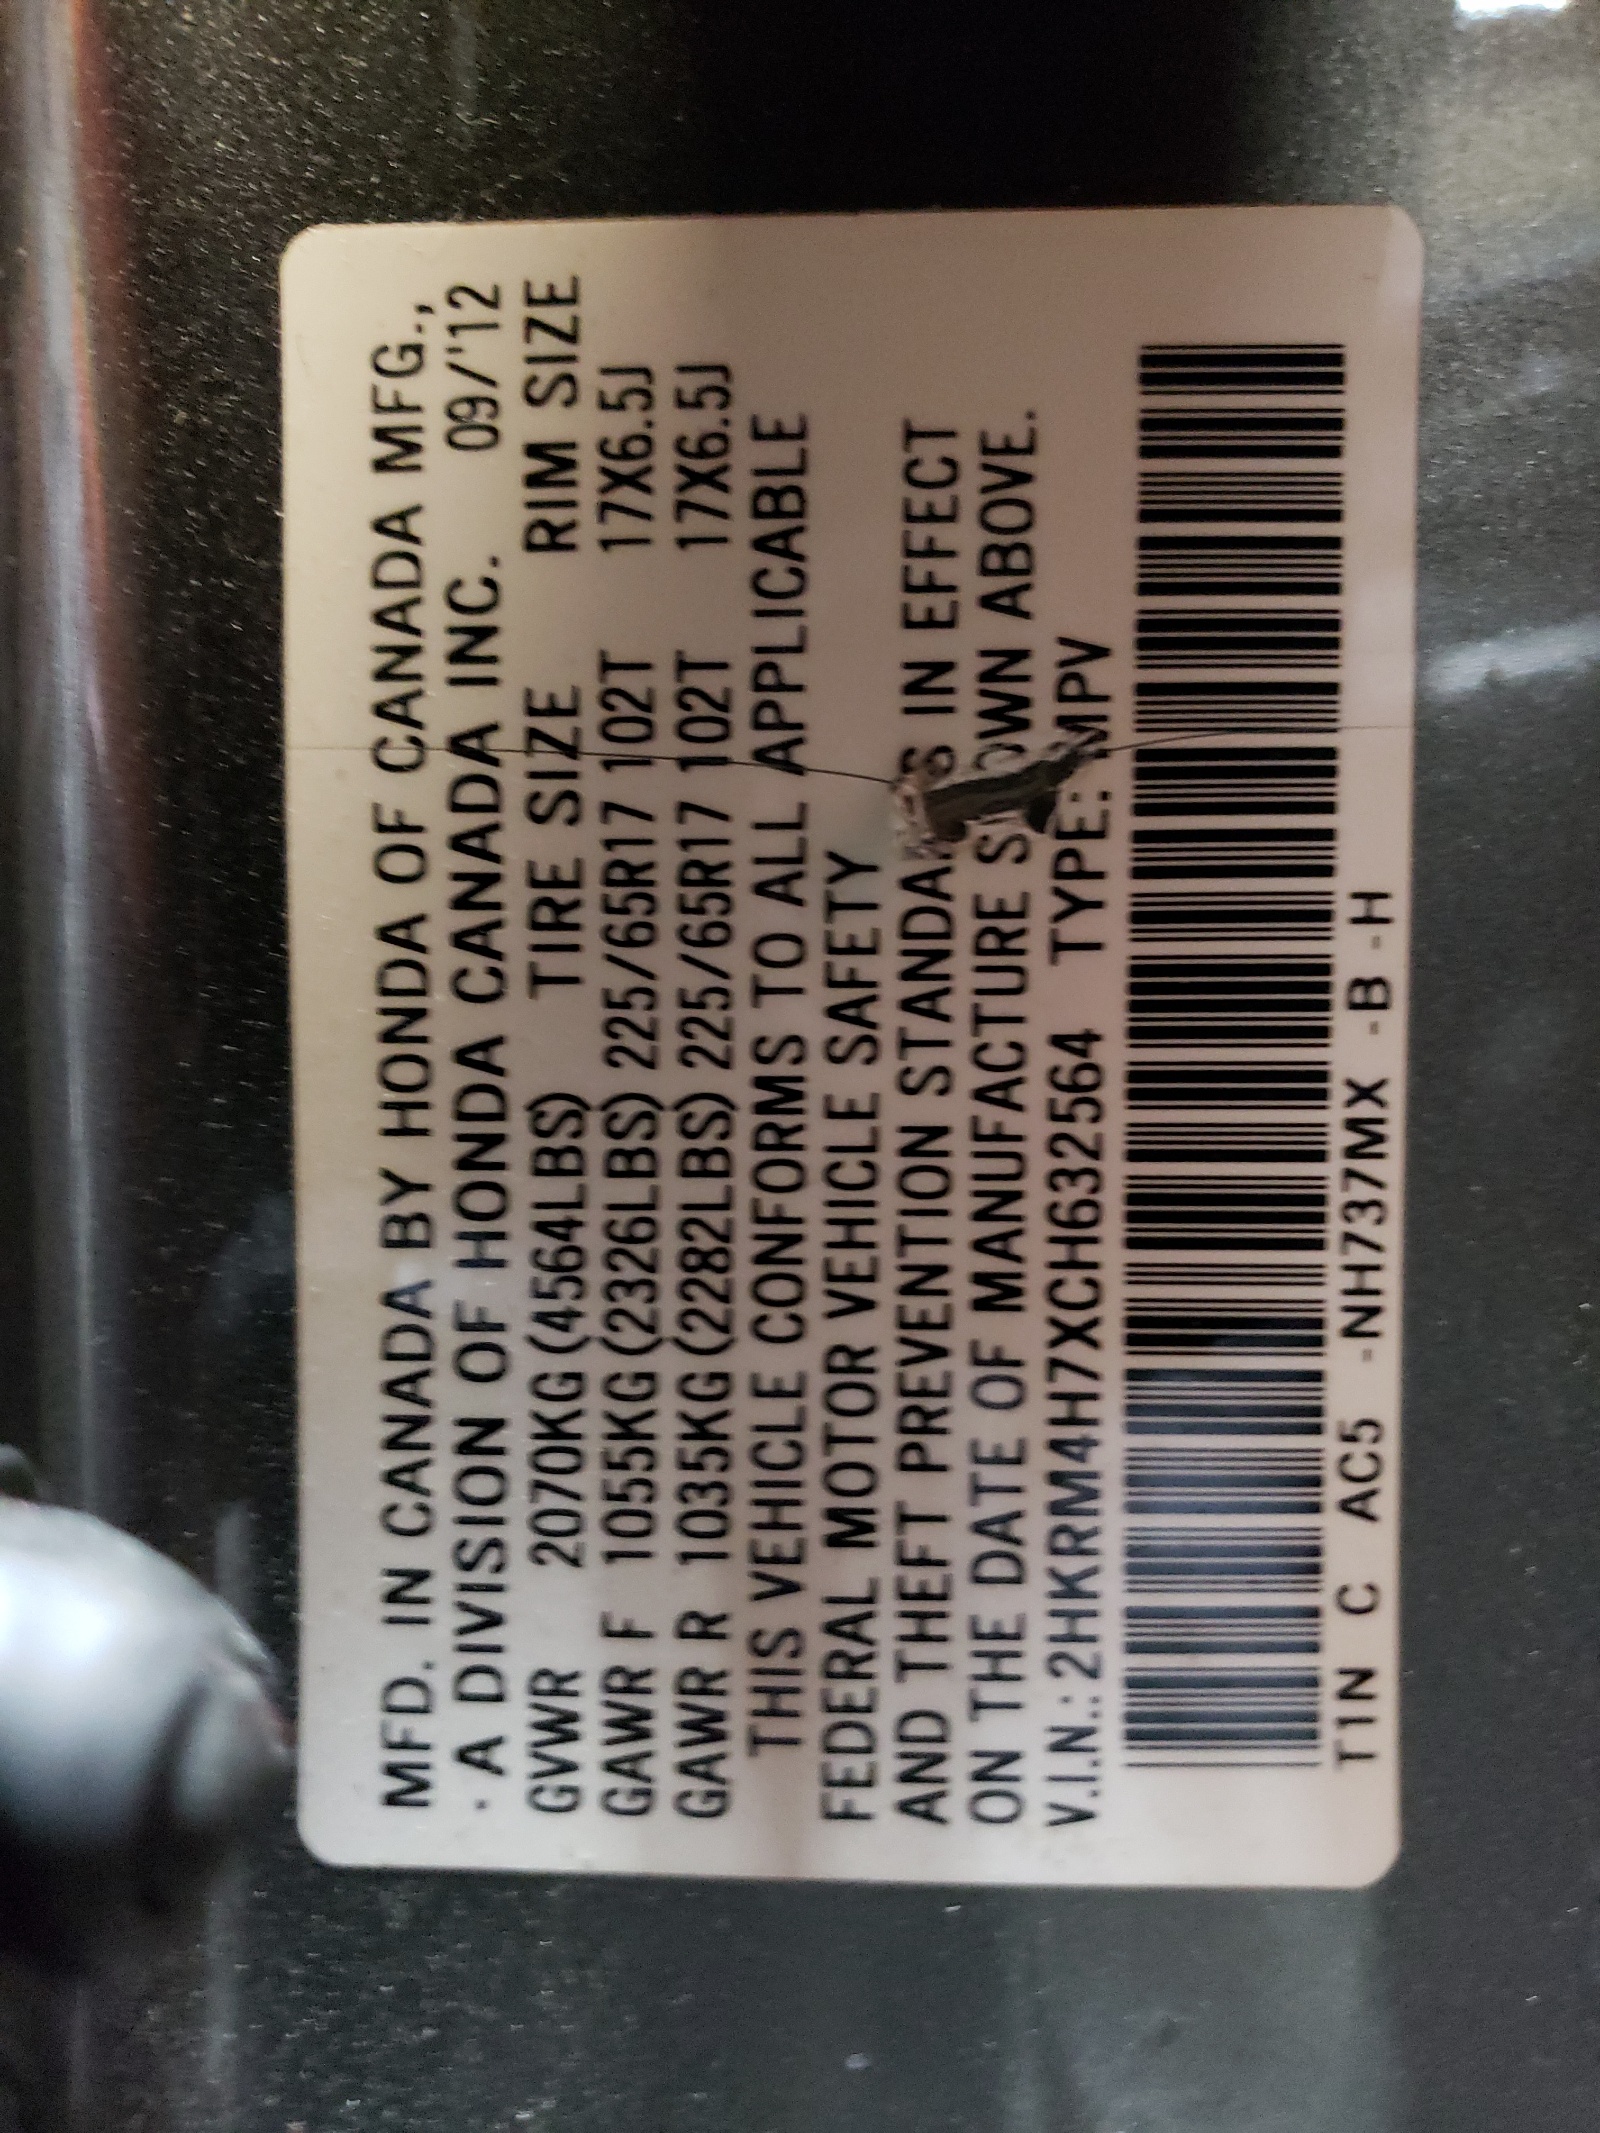 MFD. IN CANADA BY HONDA OF CANADA MFG.,
A DIVISION OF HONDA CANADA INC. 09/'12
GVWR 2070KG (4564LBS) TIRE SIZE RIM SIZE
GAWR F 1055KG (2326LBS) 225/65R17 102T 17X6.5J
GAWR R 1035KG (2282LBS) 225/65R17 102T 17X6.5J
THIS VEHICLE CONFORMS TO ALL APPLICABLE
FEDERAL MOTOR VEHICLE SAFETY
AND THEFT PREVENTION IN EFFECT
ON THE DATE OF MANUFACTURE ABOVE.
V.I.N.: 2HKRM4H7XCH632564 TYPE: MPV
T1N C AC5 -NH737MX -B -H